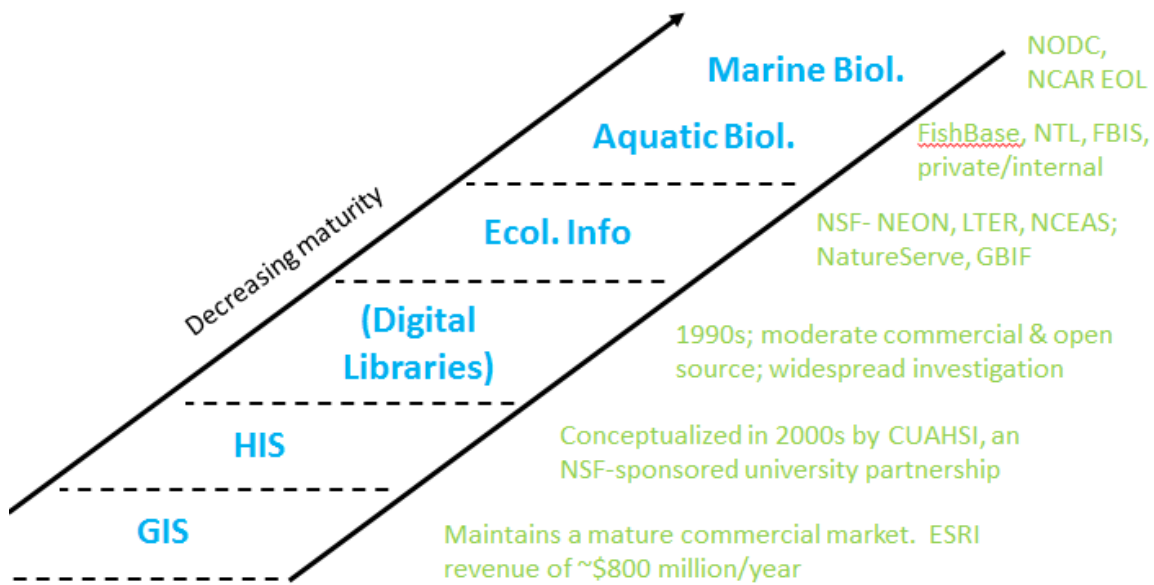 Marine Biol.
NODC,
NCAR EOL
Aquatic Biol.
FishBase, NTL, FBIS,
private/internal
Decreasing maturity
Ecol. Info
NSF- NEON, LTER, NCEAS;
NatureServe, GBIF
(Digital
Libraries)
1990s; moderate commercial & open
source; widespread investigation
HIS
Conceptualized in 2000s by CUAHSI, an
NSF-sponsored university partnership
GIS
Maintains a mature commercial market.  ESRI
revenue of ~$800 million/year